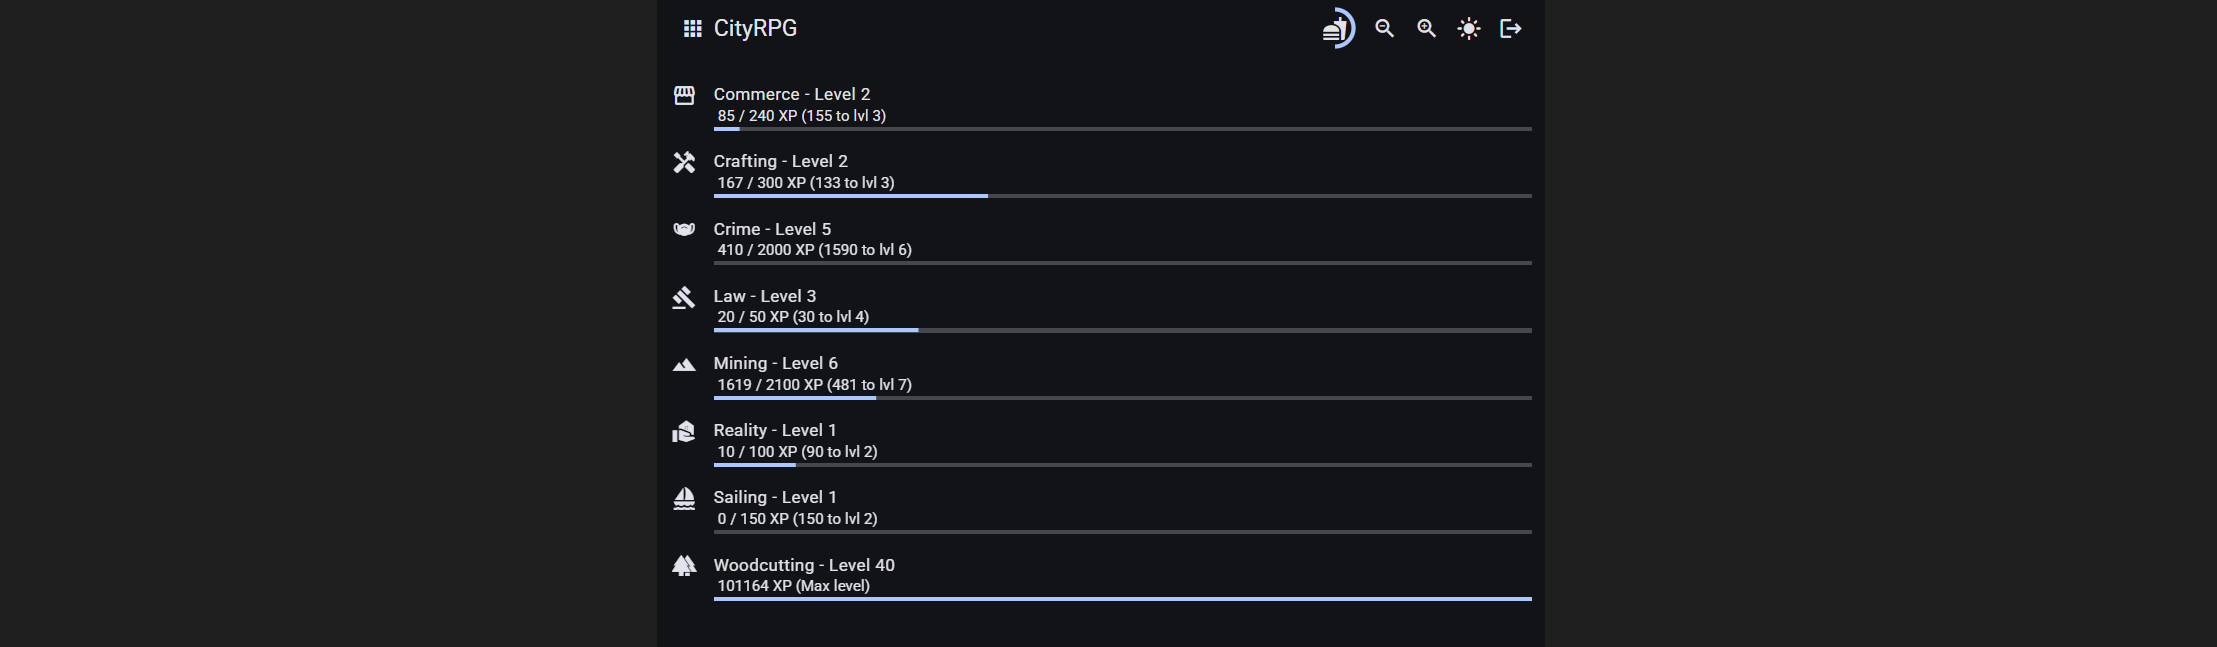 CityRPG
Commerce - Level 2
85 / 240 XP (155 to lvl 3)
Crafting - Level 2
167 / 300 XP (133 to lvl 3)
Crime - Level 5
410 / 2000 XP (1590 to lvl 6)
Law - Level 3
20 / 50 XP (30 to lvl 4)
Mining - Level 6
1619 / 2100 XP (481 to lvl 7)
Reality - Level 1
10 / 100 XP (90 to lvl 2)
Sailing - Level 1
0 / 150 XP (150 to lvl 2)
Woodcutting - Level 40
101164 XP (Max level)